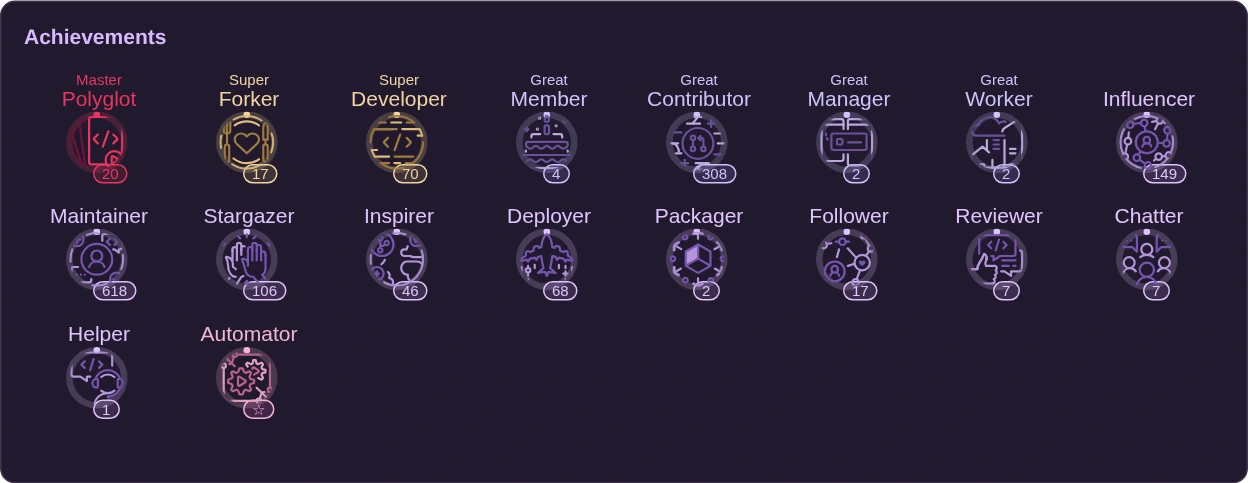 Achievements
Master Super Super Great Great Great Great
Polyglot Forker Developer Member Contributor Manager Worker Influencer
20 17 70 4 308 2 2 149
Maintainer Stargazer Inspirer Deployer Packager Follower Reviewer Chatter
618 106 46 68 2 17 7 7
Helper Automator
1 ☆